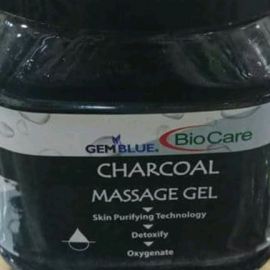 GEMBLUE® BioCare
CHARCOAL
MASSAGE GEL
Skin Purifying Technology
Detoxify
Oxygenate